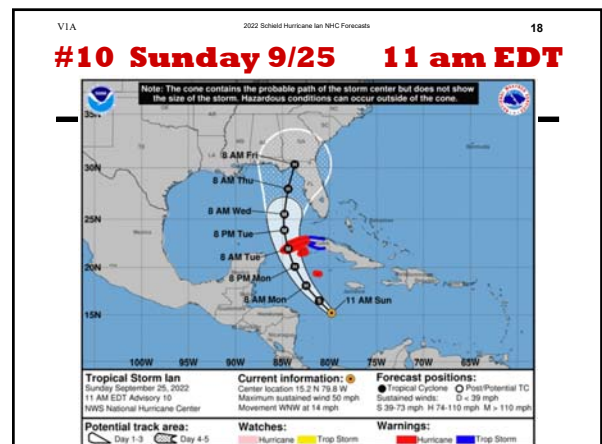 V1A 2022 Schield Hurricane Ian NHC Forecasts 18
#10 Sunday 9/25 11 am EDT
Note: The cone contains the probable path of the storm center but does not show
the size of the storm. Hazardous conditions can occur outside of the cone.
35N
8 AM Fri
30N
8 AM Thu
8 AM Wed
25N
8 PM Tue
8 AM Tue
20N
8 PM Mon
8 AM Mon
11 AM Sun
15N
100W 95W 90W 85W 80W 75W 70W 65W
Tropical Storm Ian
Sunday September 25, 2022
11 AM EDT Advisory 10
NWS National Hurricane Center
Current information:
Center location 15.2 N 79.8 W
Maximum sustained wind 50 mph
Movement WNW at 14 mph
Forecast positions:
Tropical Cyclone Post/Potential TC
Sustained winds: D < 39 mph
S 39-73 mph H 74-110 mph M > 110 mph
Potential track area:
Day 1-3 Day 4-5
Watches:
Hurricane Trop Storm
Warnings:
Hurricane Trop Storm